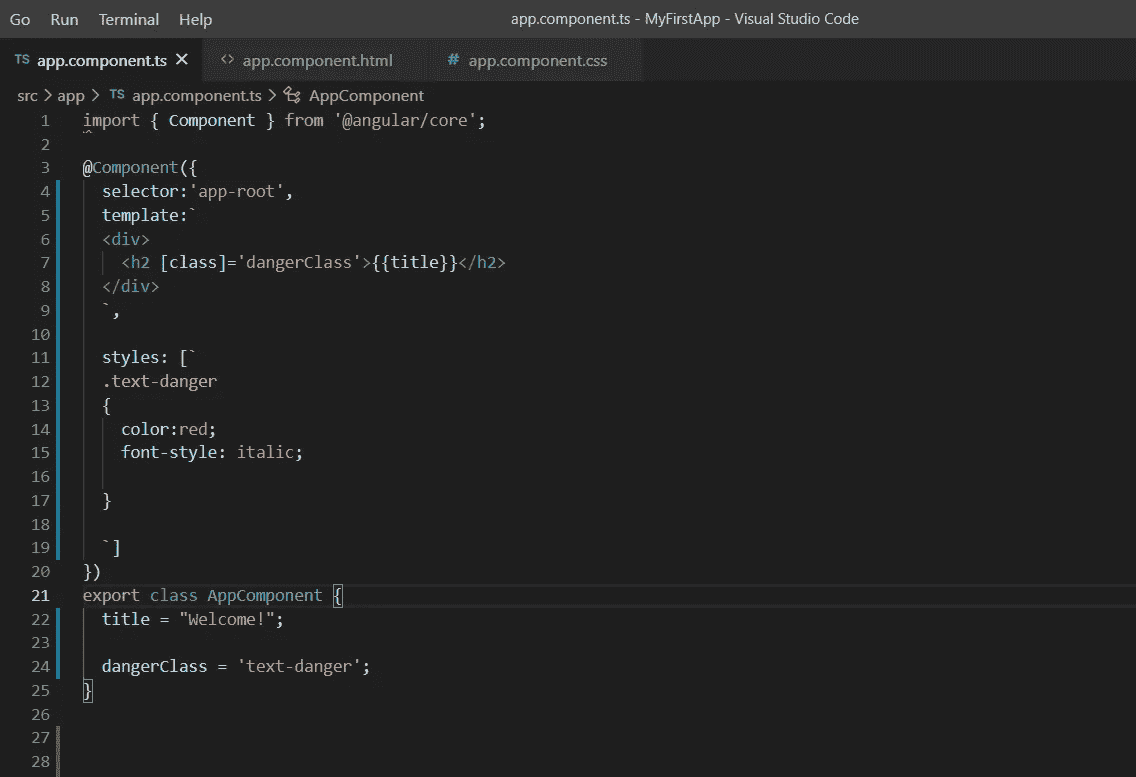 Go Run Terminal Help app.component.ts - MyFirstApp - Visual Studio Code
TS app.component.ts × <> app.component.html # app.component.css
src > app > TS app.component.ts > AppComponent
1 import { Component } from '@angular/core';
2
3 @Component({
4 selector:'app-root',
5 template:`
6 <div>
7 <h2 [class]='dangerClass'>{{title}}</h2>
8 </div>
9 `,
10
11 styles: [`
12 .text-danger
13 {
14 color:red;
15 font-style: italic;
16
17 }
18
19 `]
20 })
21 export class AppComponent {
22 title = "Welcome!";
23
24 dangerClass = 'text-danger';
25 }
26
27
28